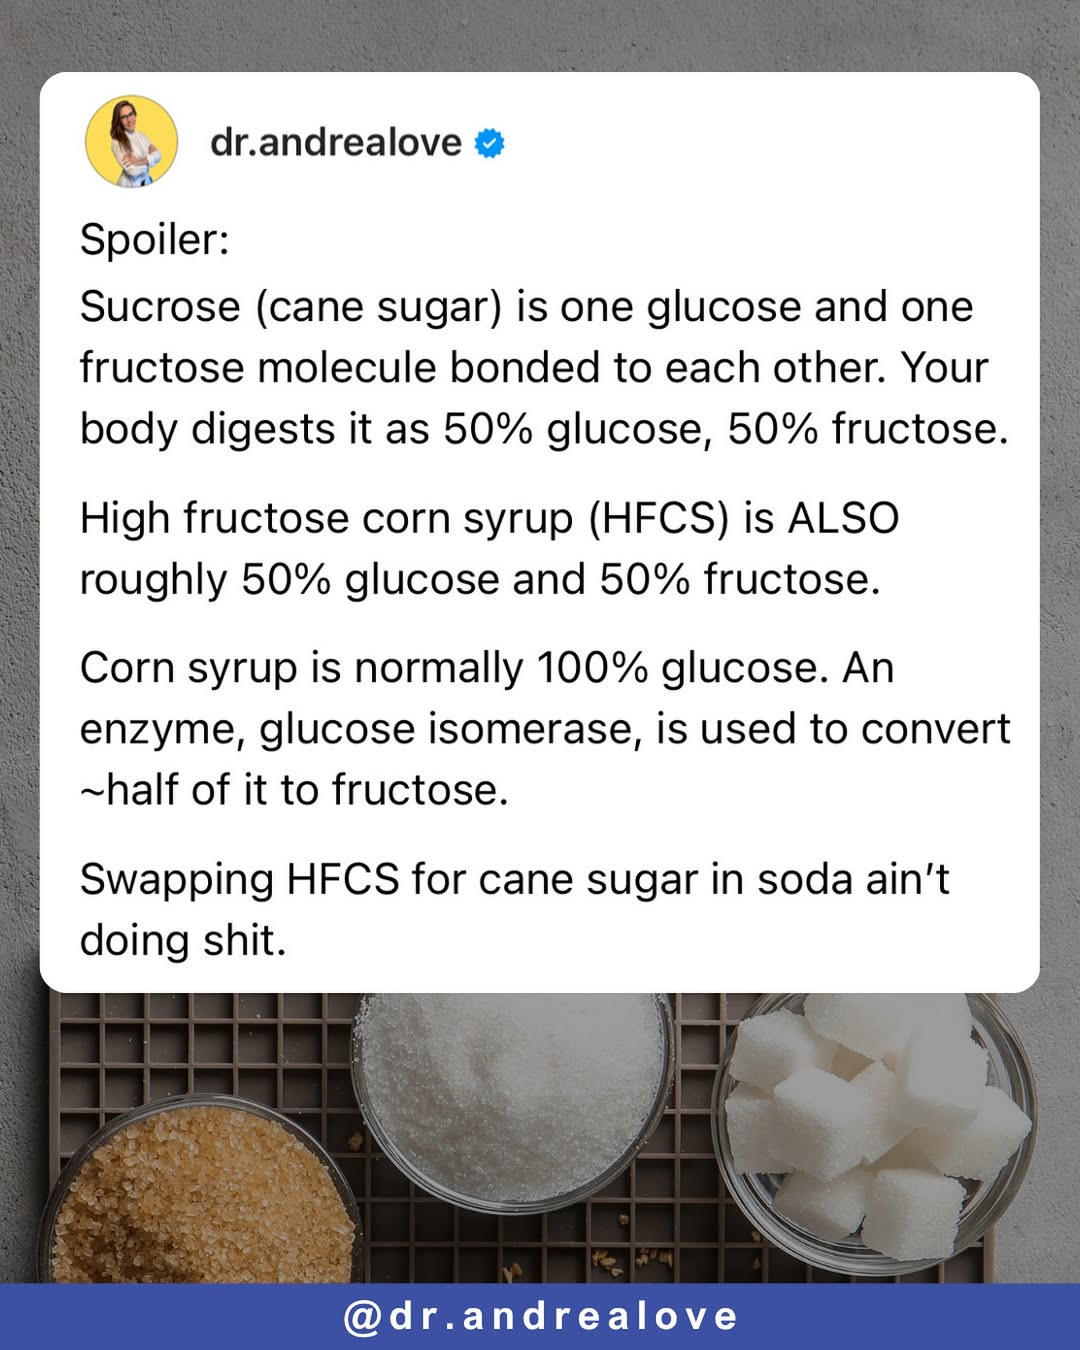 dr.andrealove
Spoiler:
Sucrose (cane sugar) is one glucose and one
fructose molecule bonded to each other. Your
body digests it as 50% glucose, 50% fructose.
High fructose corn syrup (HFCS) is ALSO
roughly 50% glucose and 50% fructose.
Corn syrup is normally 100% glucose. An
enzyme, glucose isomerase, is used to convert
~half of it to fructose.
Swapping HFCS for cane sugar in soda ain’t
doing shit.
@dr.andrealove